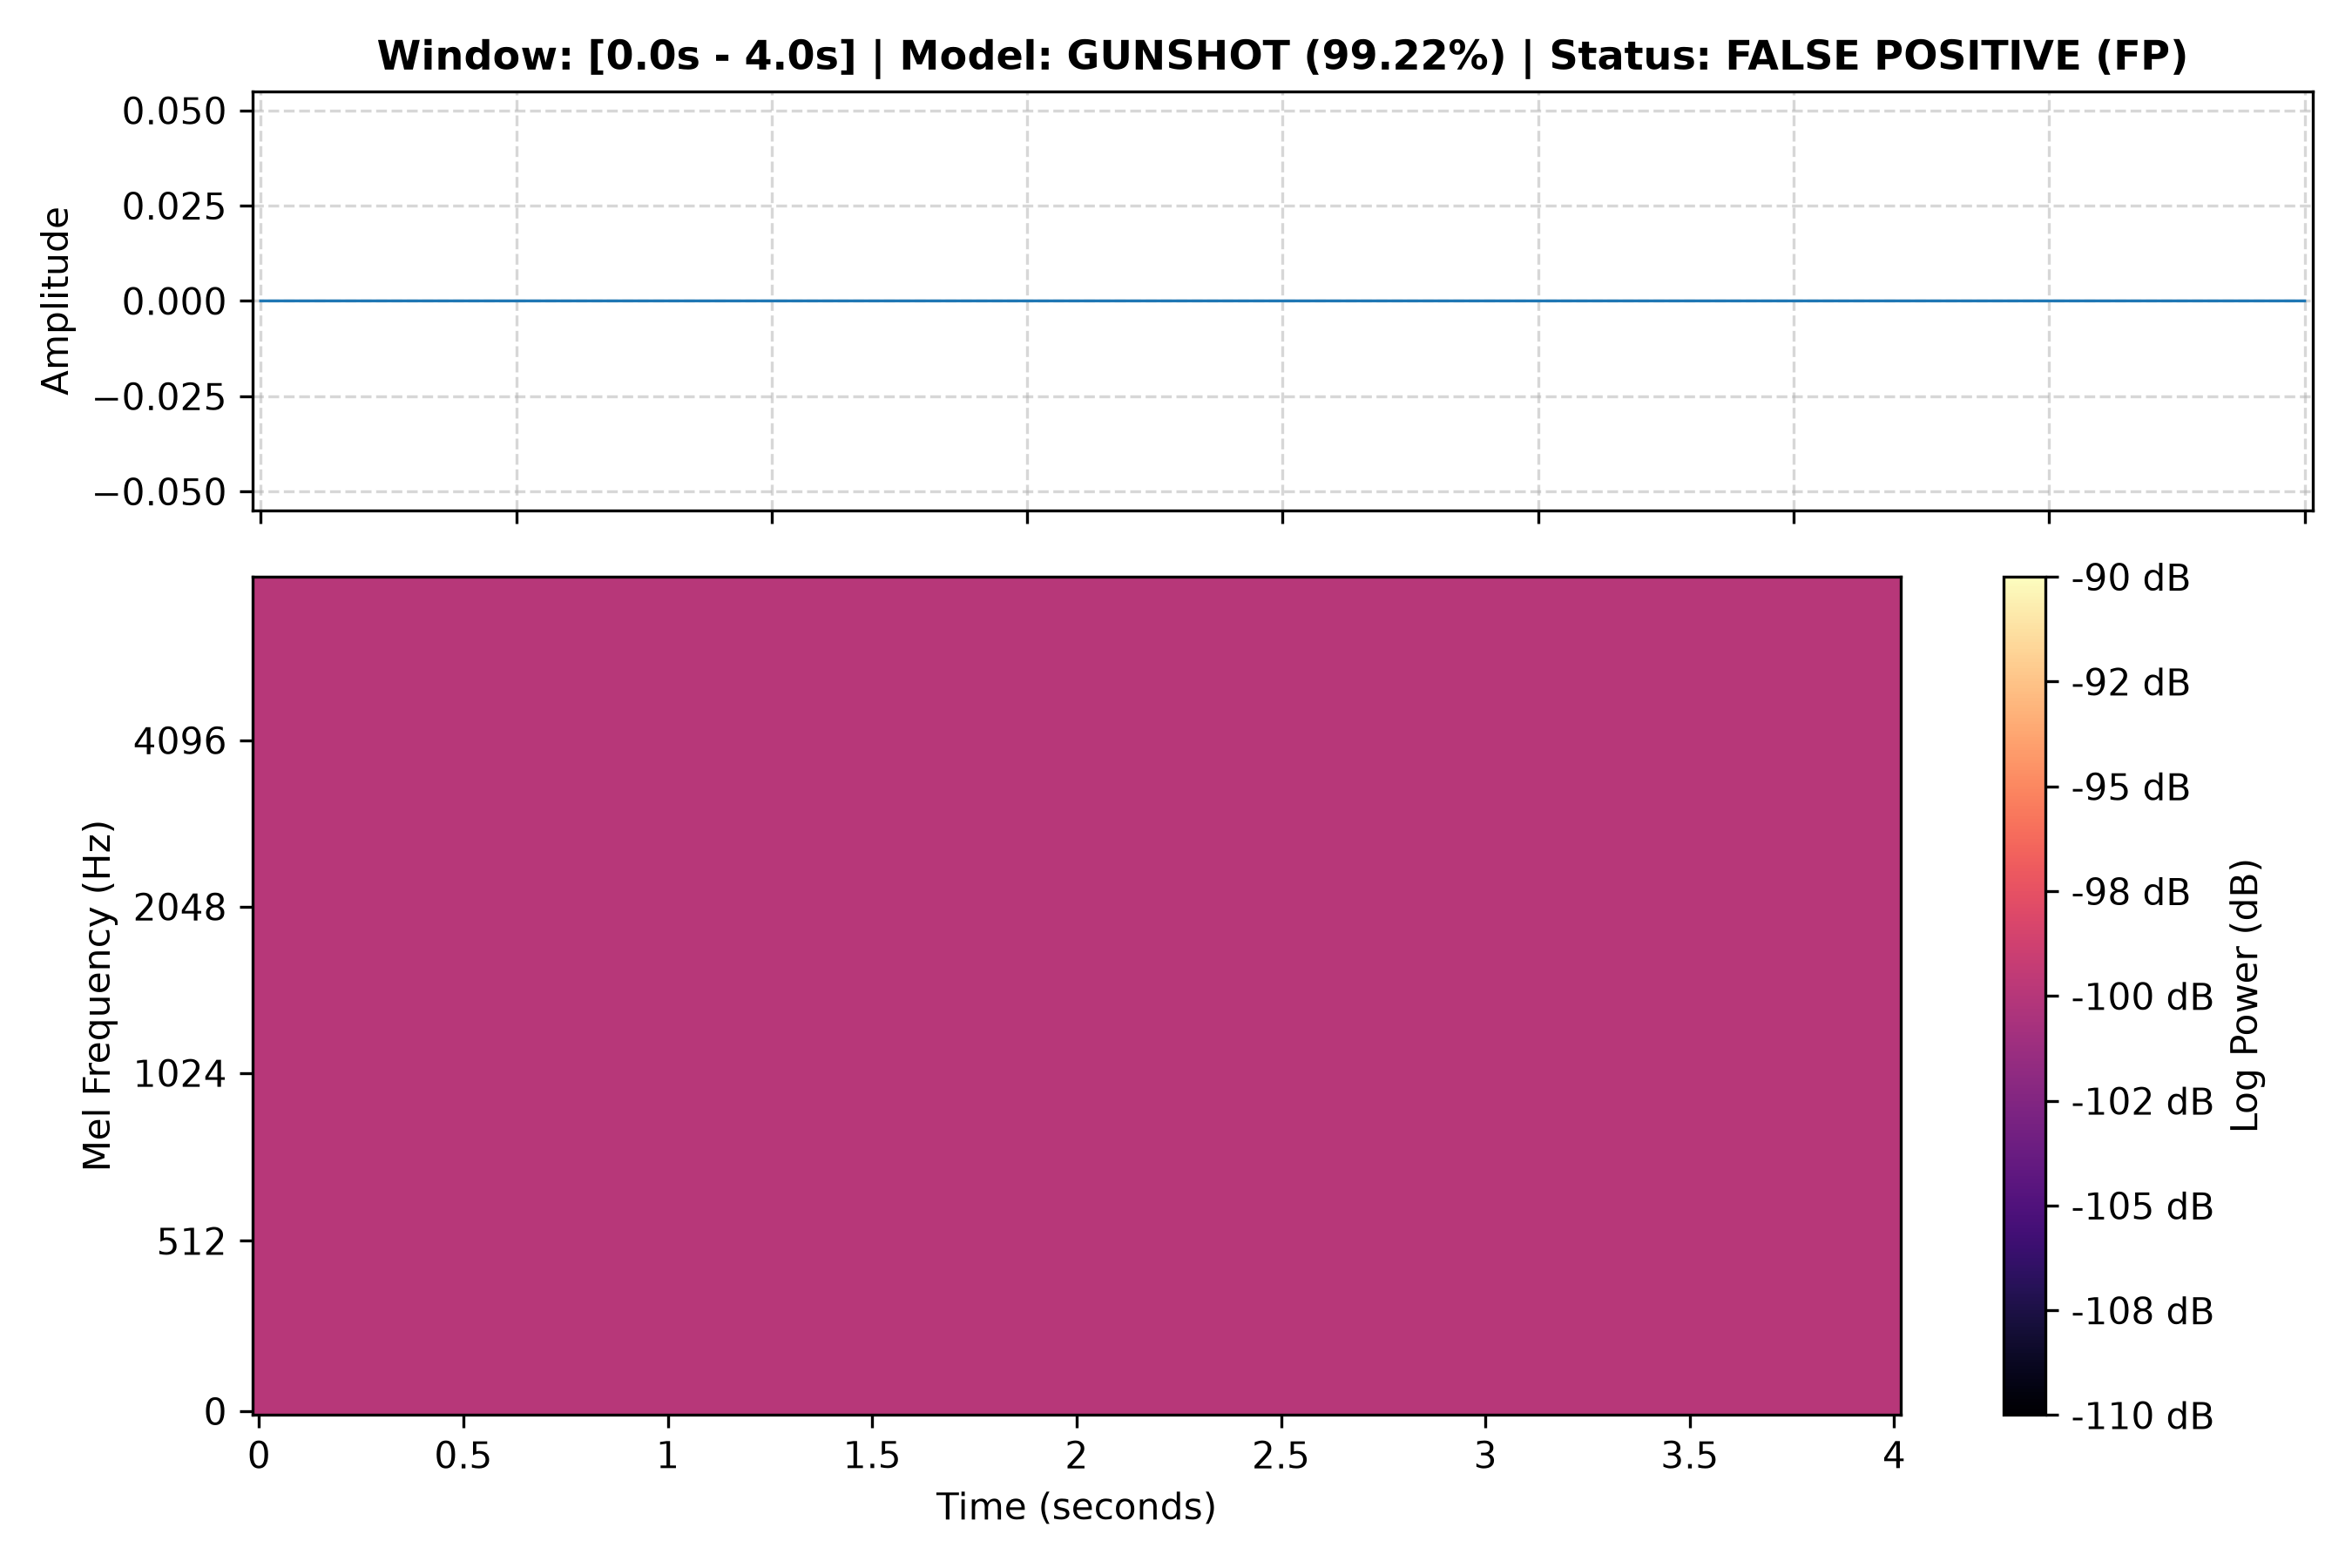 Window: [0.0s - 4.0s] | Model: GUNSHOT (99.22%) | Status: FALSE POSITIVE (FP)
0.050
0.025
0.000
−0.025
−0.050
Amplitude
4096
2048
1024
512
0
Mel Frequency (Hz)
0 0.5 1 1.5 2 2.5 3 3.5 4
Time (seconds)
-90 dB
-92 dB
-95 dB
-98 dB
-100 dB
-102 dB
-105 dB
-108 dB
-110 dB
Log Power (dB)